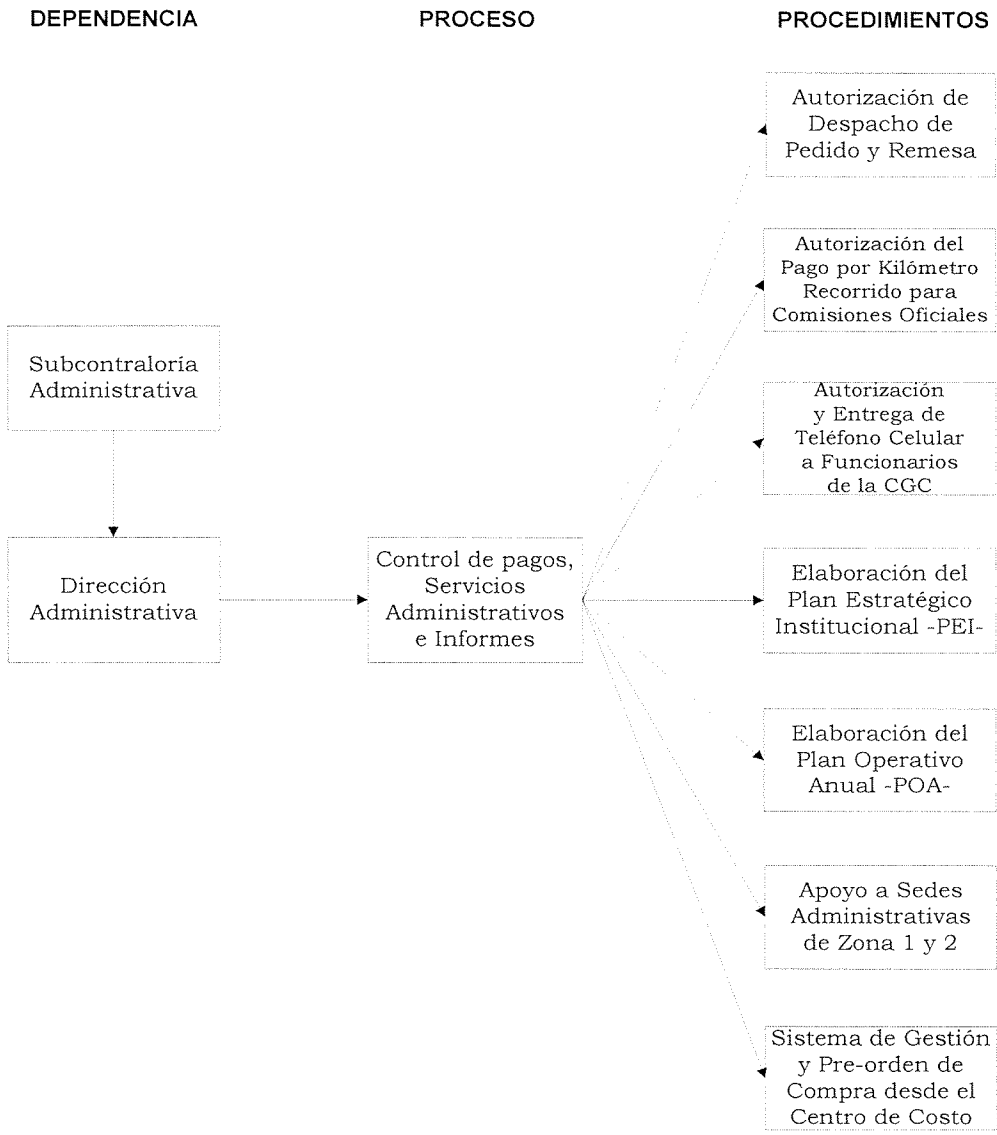 DEPENDENCIA
PROCESO
PROCEDIMIENTOS
Subcontraloría
Administrativa
Dirección
Administrativa
Control de pagos,
Servicios
Administrativos
e Informes
Autorización de
Despacho de
Pedido y Remesa
Autorización del
Pago por Kilómetro
Recorrido para
Comisiones Oficiales
Autorización
y Entrega de
Teléfono Celular
a Funcionarios
de la CGC
Elaboración del
Plan Estratégico
Institucional -PEI-
Elaboración del
Plan Operativo
Anual -POA-
Apoyo a Sedes
Administrativas
de Zona 1 y 2
Sistema de Gestión
y Pre-orden de
Compra desde el
Centro de Costo